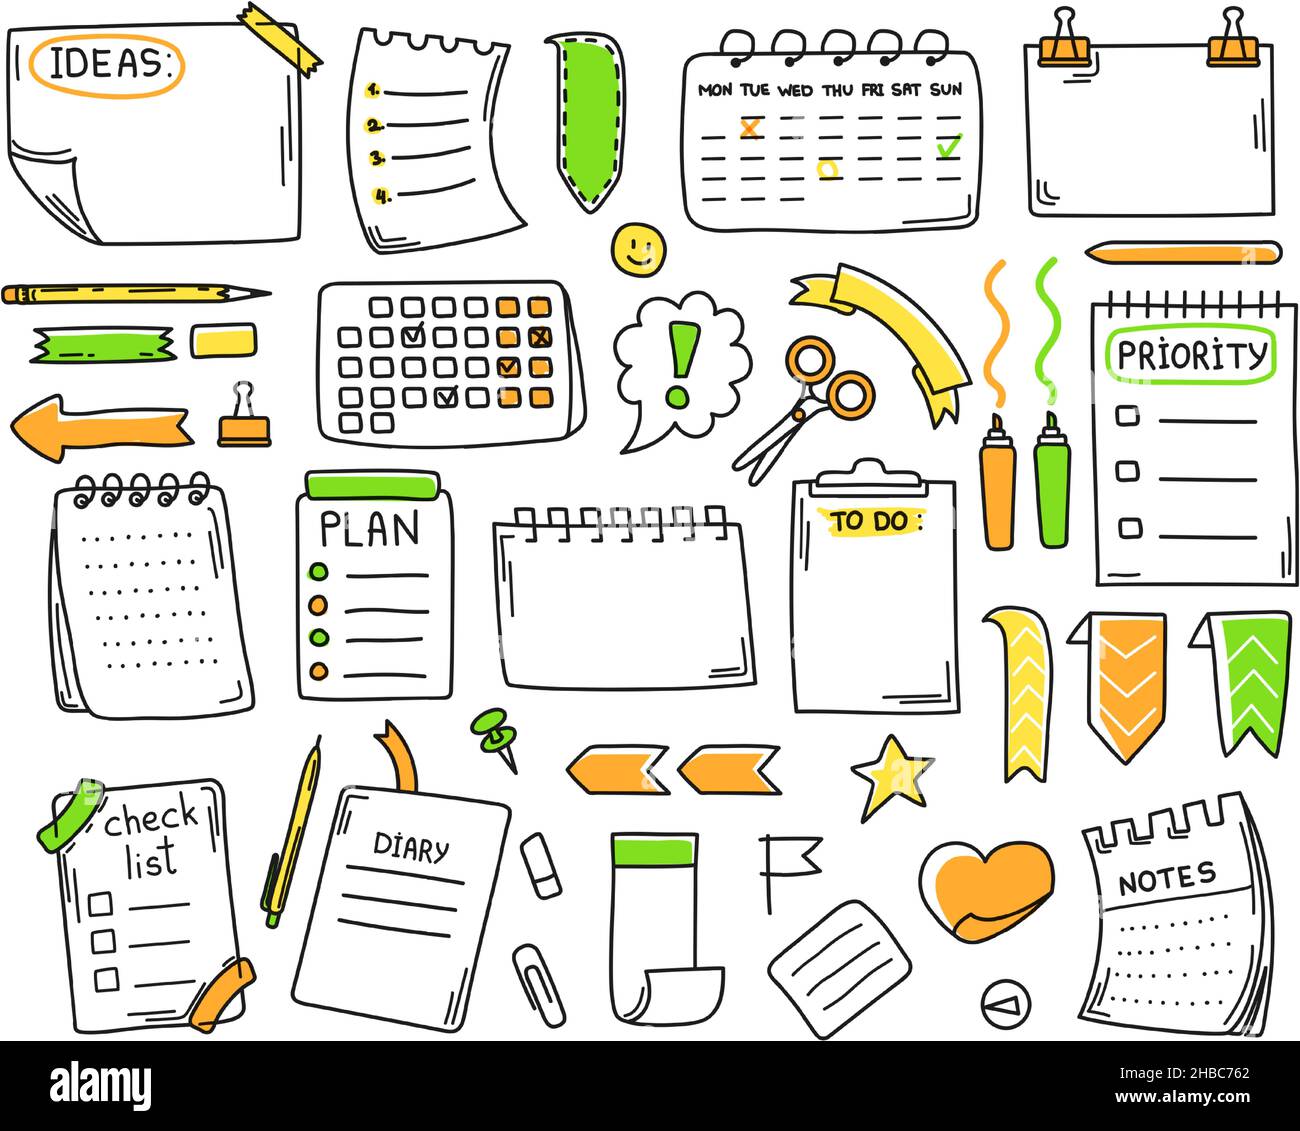 IDEAS:
1.
2.
3.
4.
MON TUE WED THU FRI SAT SUN
PRIORITY
PLAN
TO DO:
check
list
DIARY
NOTES
alamy
Image ID: 2HBC762
www.alamy.com